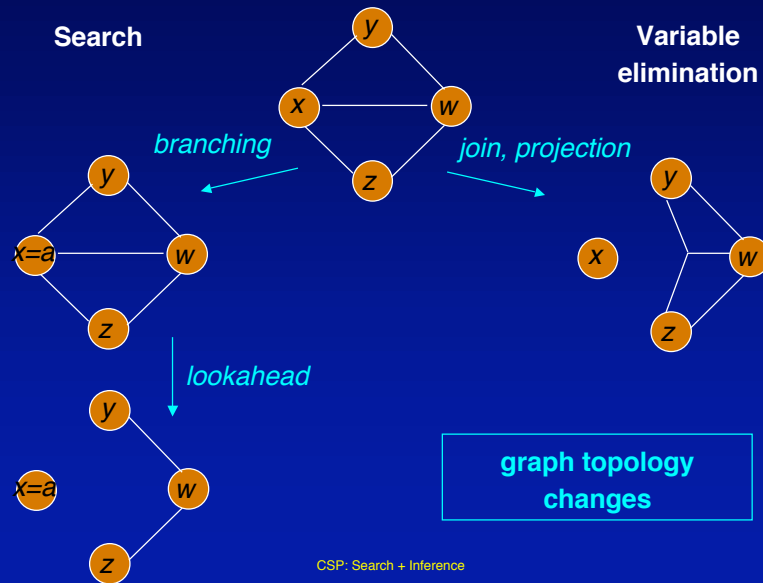 Search
Variable
elimination
y
x
w
z
branching
join, projection
y
x=a
w
z
y
x
w
z
lookahead
y
x=a
w
z
graph topology
changes
CSP: Search + Inference